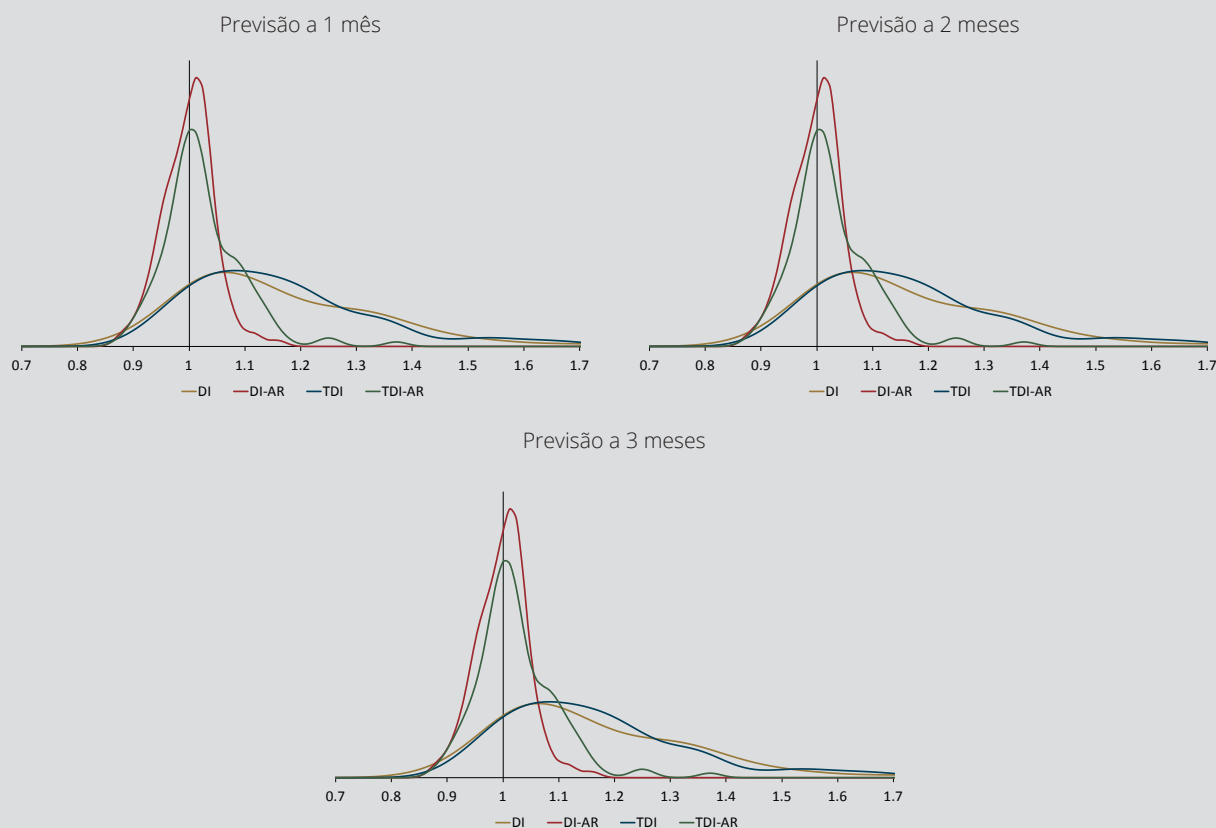 Previsão a 1 mês
0.7 0.8 0.9 1 1.1 1.2 1.3 1.4 1.5 1.6 1.7
DI DI-AR TDI TDI-AR
Previsão a 2 meses
0.7 0.8 0.9 1 1.1 1.2 1.3 1.4 1.5 1.6 1.7
DI DI-AR TDI TDI-AR
Previsão a 3 meses
0.7 0.8 0.9 1 1.1 1.2 1.3 1.4 1.5 1.6 1.7
DI DI-AR TDI TDI-AR